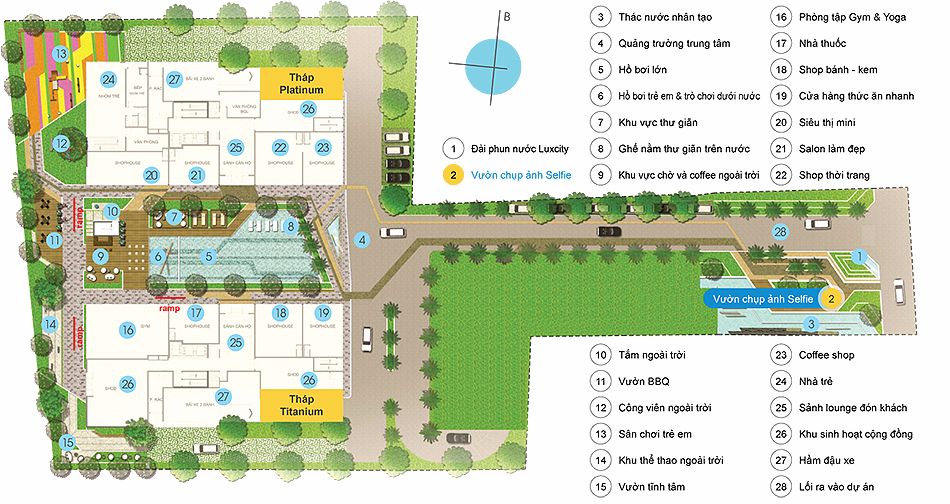 B
1 Đài phun nước Luxcity
2 Vườn chụp ảnh Selfie
3 Thác nước nhân tạo
4 Quảng trường trung tâm
5 Hồ bơi lớn
6 Hồ bơi trẻ em & trò chơi dưới nước
7 Khu vực thư giãn
8 Ghế nằm thư giãn trên nước
9 Khu vực chờ và coffee ngoài trời
16 Phòng tập Gym & Yoga
17 Nhà thuốc
18 Shop bánh - kem
19 Cửa hàng thức ăn nhanh
20 Siêu thị mini
21 Salon làm đẹp
22 Shop thời trang
13
24
27
NHÓM TRẺ
BẾP
P. RÁC
BÃI XE 2 BÁNH
Tháp
Platinum
26
SHOP
VĂN PHÒNG
BQL
12
VĂN PHÒNG
SHOPHOUSE
20
SHOPHOUSE
21
25
SẢNH CĂN HỘ
22
SHOPHOUSE
23
SHOPHOUSE
10
ramp
11
9
7
8
6
5
4
28
1
Vườn chụp ảnh Selfie 2
3
ramp
14
ramp
16
GYM
17
SHOPHOUSE
SẢNH CĂN HỘ
25
18
SHOPHOUSE
19
SHOPHOUSE
26
SHOP
P. RÁC
27
BÃI XE 2 BÁNH
26
SHOP
Tháp
Titanium
15
10 Tắm ngoài trời
11 Vườn BBQ
12 Công viên ngoài trời
13 Sân chơi trẻ em
14 Khu thể thao ngoài trời
15 Vườn tĩnh tâm
23 Coffee shop
24 Nhà trẻ
25 Sảnh lounge đón khách
26 Khu sinh hoạt cộng đồng
27 Hầm đậu xe
28 Lối ra vào dự án